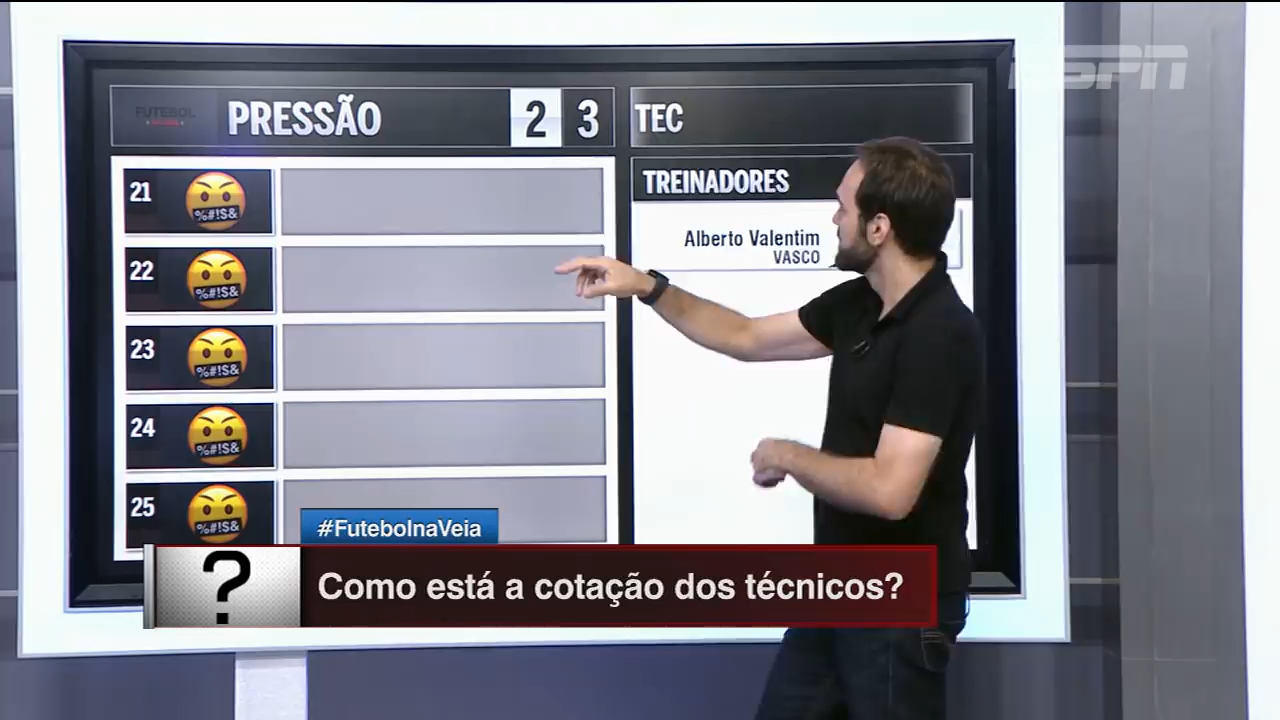 ESPN
FUTEBOL
PRESSÃO
2 3
TEC
TREINADORES
Alberto Valentim
VASCO
21
%#!$&
22
%#!$&
23
%#!$&
24
%#!$&
25
%#!$&
#FutebolnaVeia
?
Como está a cotação dos técnicos?